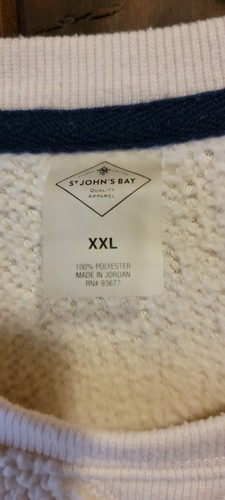 ST JOHN'S BAY
QUALITY
APPAREL
XXL
100% POLYESTER
MADE IN JORDAN
RN# 93677